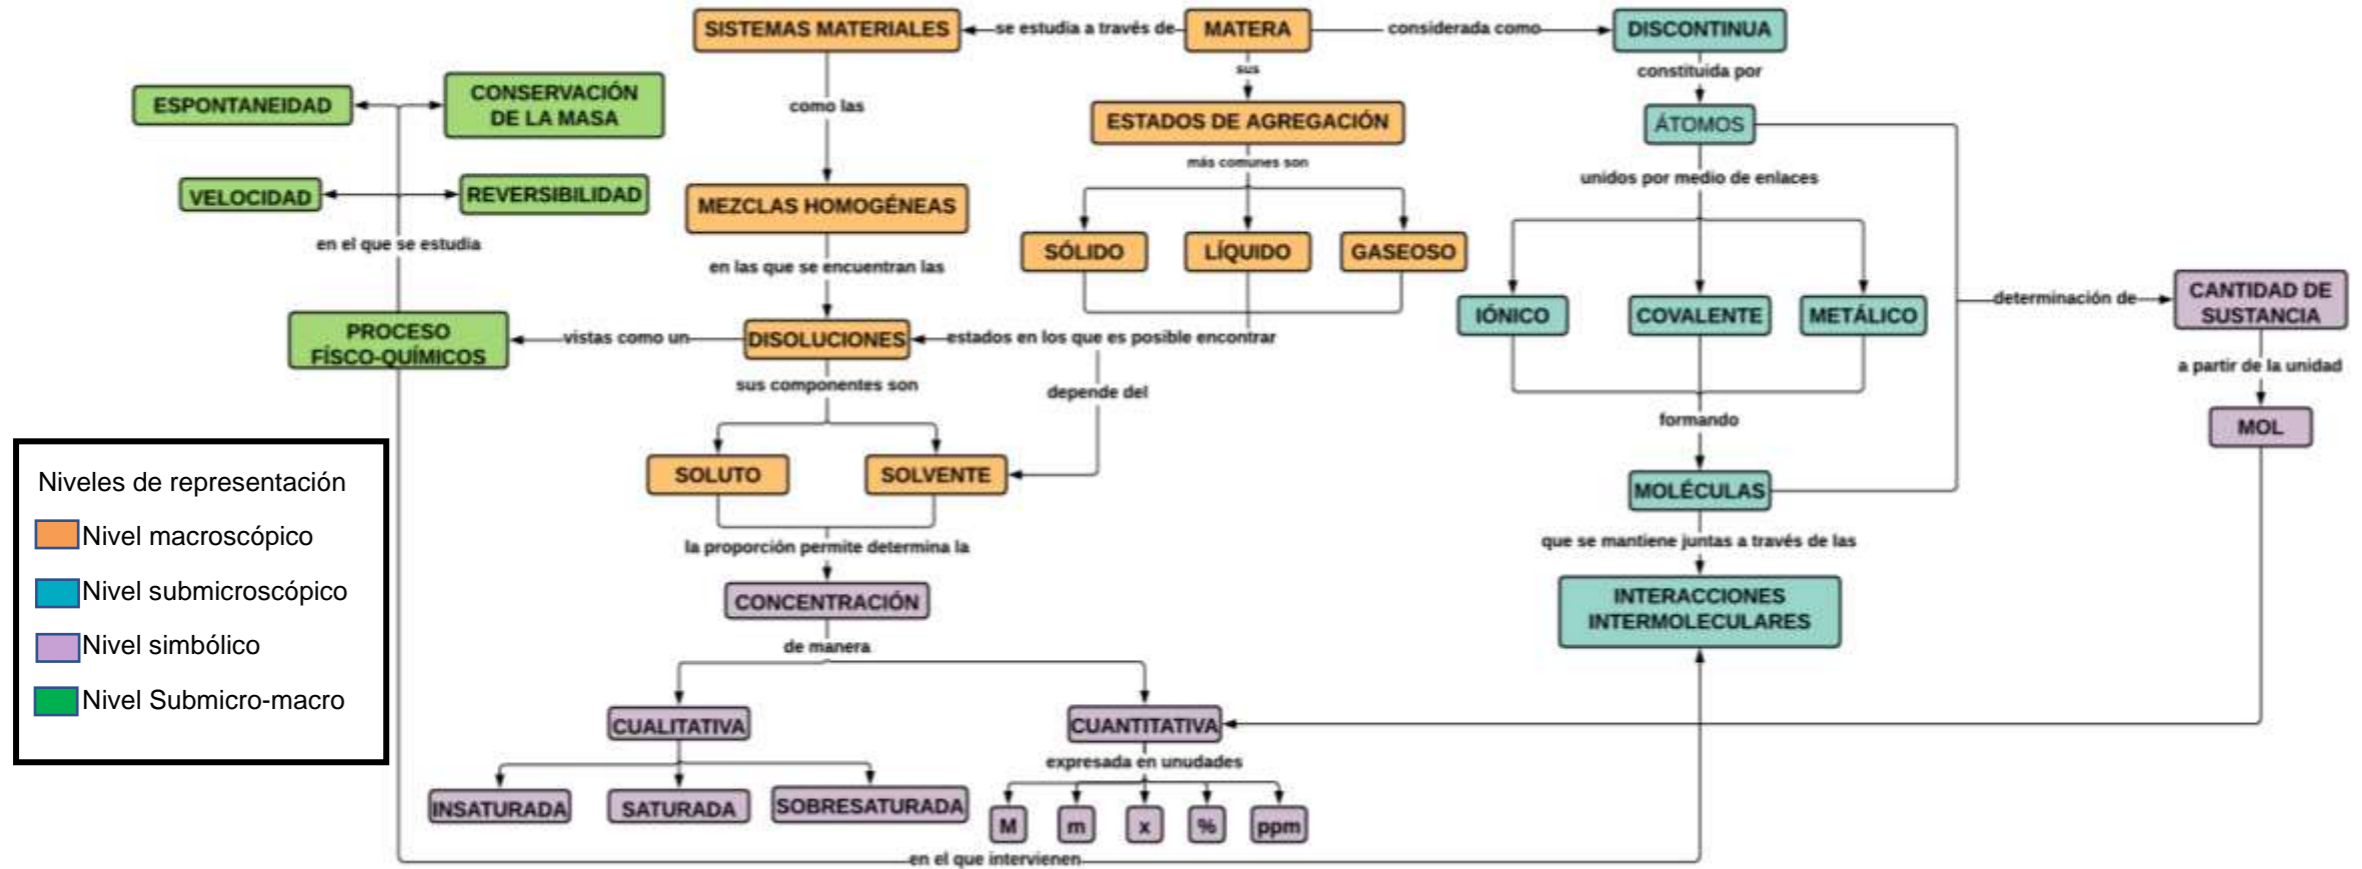 SISTEMAS MATERIALES
se estudia a través de
MATERA
considerada como
DISCONTINUA
sus
constituida por
ESPONTANEIDAD
CONSERVACIÓN
DE LA MASA
como las
ESTADOS DE AGREGACIÓN
ÁTOMOS
más comunes son
unidos por medio de enlaces
VELOCIDAD
REVERSIBILIDAD
MEZCLAS HOMOGÉNEAS
en el que se estudia
SÓLIDO
LÍQUIDO
GASEOSO
en las que se encuentran las
IÓNICO
COVALENTE
METÁLICO
determinación de
CANTIDAD DE
SUSTANCIA
PROCESO
FÍSCO-QUÍMICOS
vistas como un
DISOLUCIONES
estados en los que es posible encontrar
a partir de la unidad
sus componentes son
depende del
formando
MOL
SOLUTO
SOLVENTE
MOLÉCULAS
Niveles de representación
Nivel macroscópico
Nivel submicroscópico
Nivel simbólico
Nivel Submicro-macro
la proporción permite determina la
que se mantiene juntas a través de las
CONCENTRACIÓN
INTERACCIONES
INTERMOLECULARES
de manera
CUALITATIVA
CUANTITATIVA
expresada en unudades
INSATURADA
SATURADA
SOBRESATURADA
M
m
x
%
ppm
en el que intervienen